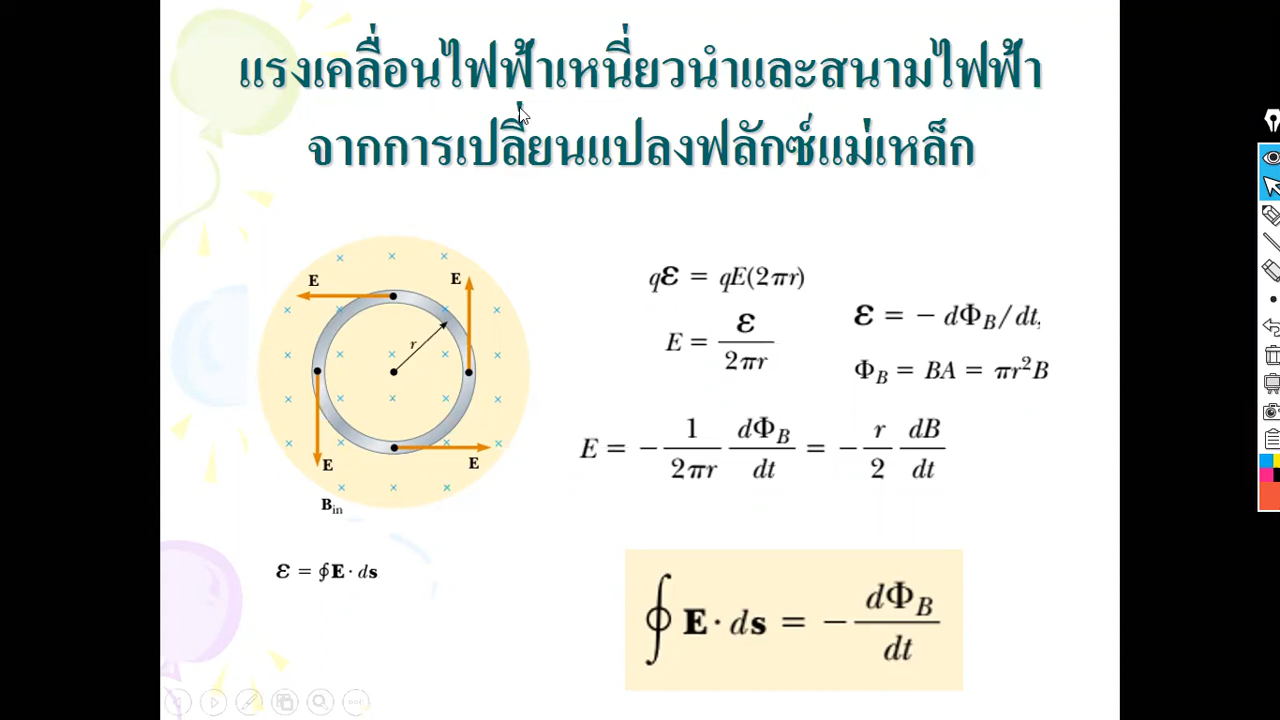 แรงเคลื่อนไฟฟ้าเหนี่ยวนำและสนามไฟฟ้า
จากการเปลี่ยนแปลงฟลักซ์แม่เหล็ก
E
E
r
E
E
B_in
ℰ = ∮E · ds
qℰ = qE(2πr)
E = ℰ / 2πr
ℰ = − dΦ_B/dt,
Φ_B = BA = πr²B
E = − 1/2πr dΦ_B/dt = − r/2 dB/dt
∮ E · ds = − dΦ_B/dt